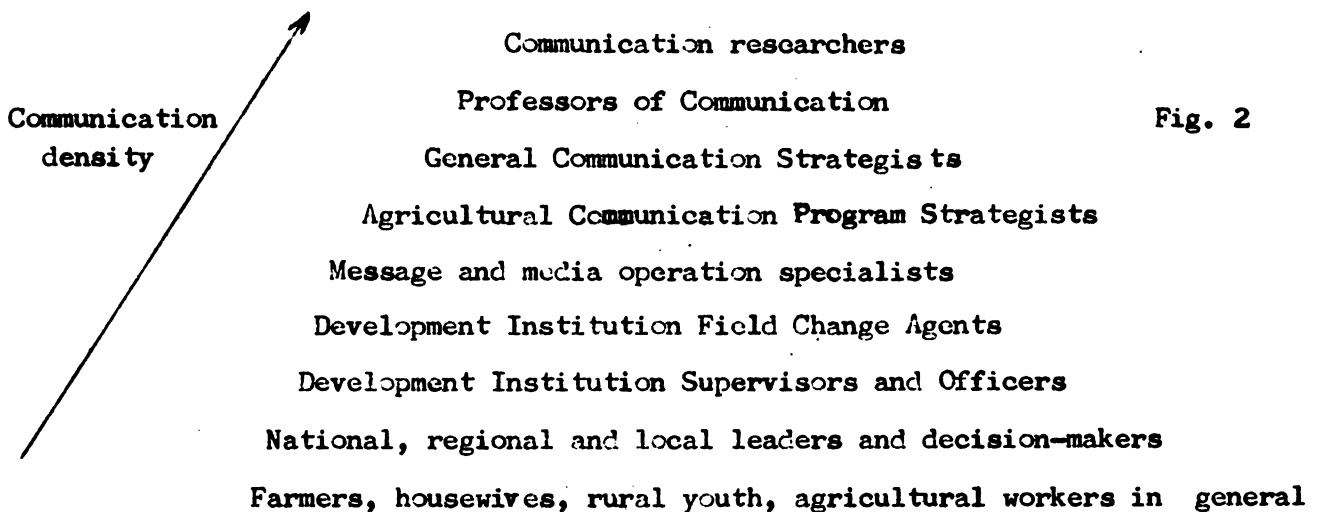 Communication researchers
Professors of Communication
Communication density
Fig. 2
General Communication Strategists
Agricultural Communication Program Strategists
Message and media operation specialists
Development Institution Field Change Agents
Development Institution Supervisors and Officers
National, regional and local leaders and decision-making
Farmers, housewives, rural youth, agricultural workers in general